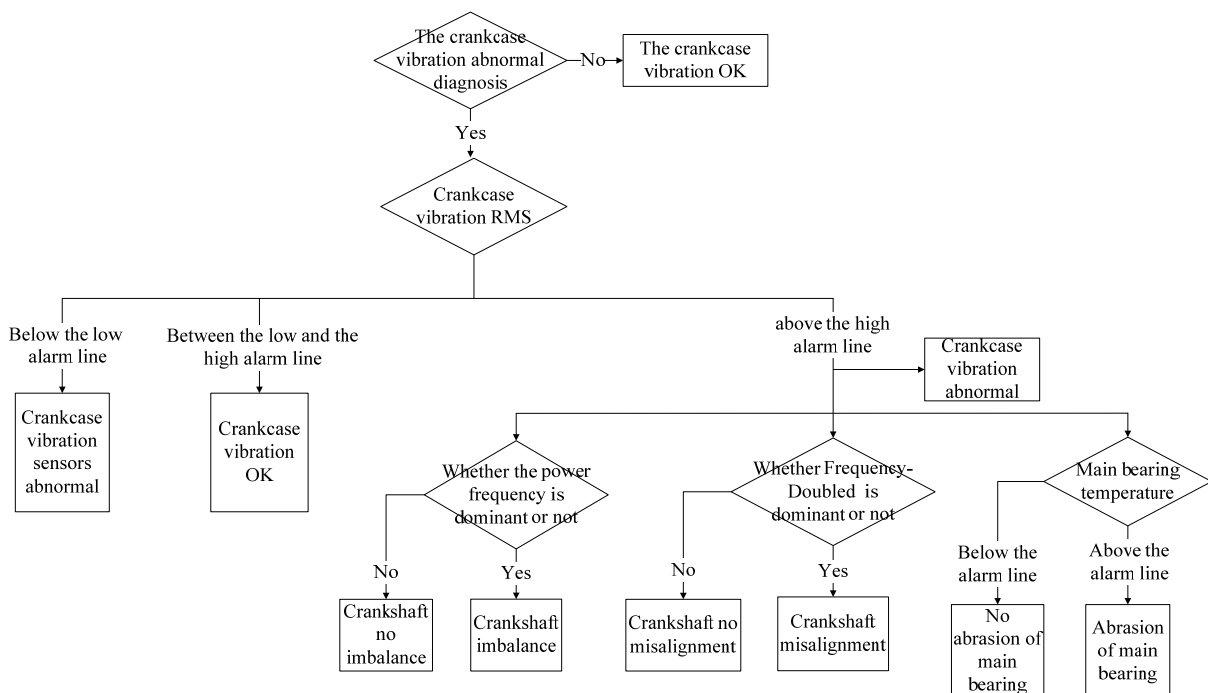 The crankcase
vibration abnormal
diagnosis
No
The crankcase
vibration OK
Yes
Crankcase
vibration RMS
Below the low
alarm line
Between the low and the
high alarm line
above the high
alarm line
Crankcase
vibration
abnormal
Crankcase
vibration
sensors
abnormal
Crankcase
vibration
OK
Whether the power
frequency is
dominant or not
Whether Frequency-
Doubled is
dominant or not
Main bearing
temperature
No
Yes
No
Yes
Below the
alarm line
Above the
alarm line
Crankshaft
no
imbalance
Crankshaft
imbalance
Crankshaft no
misalignment
Crankshaft
misalignment
No
abrasion of
main
bearing
Abrasion
of main
bearing